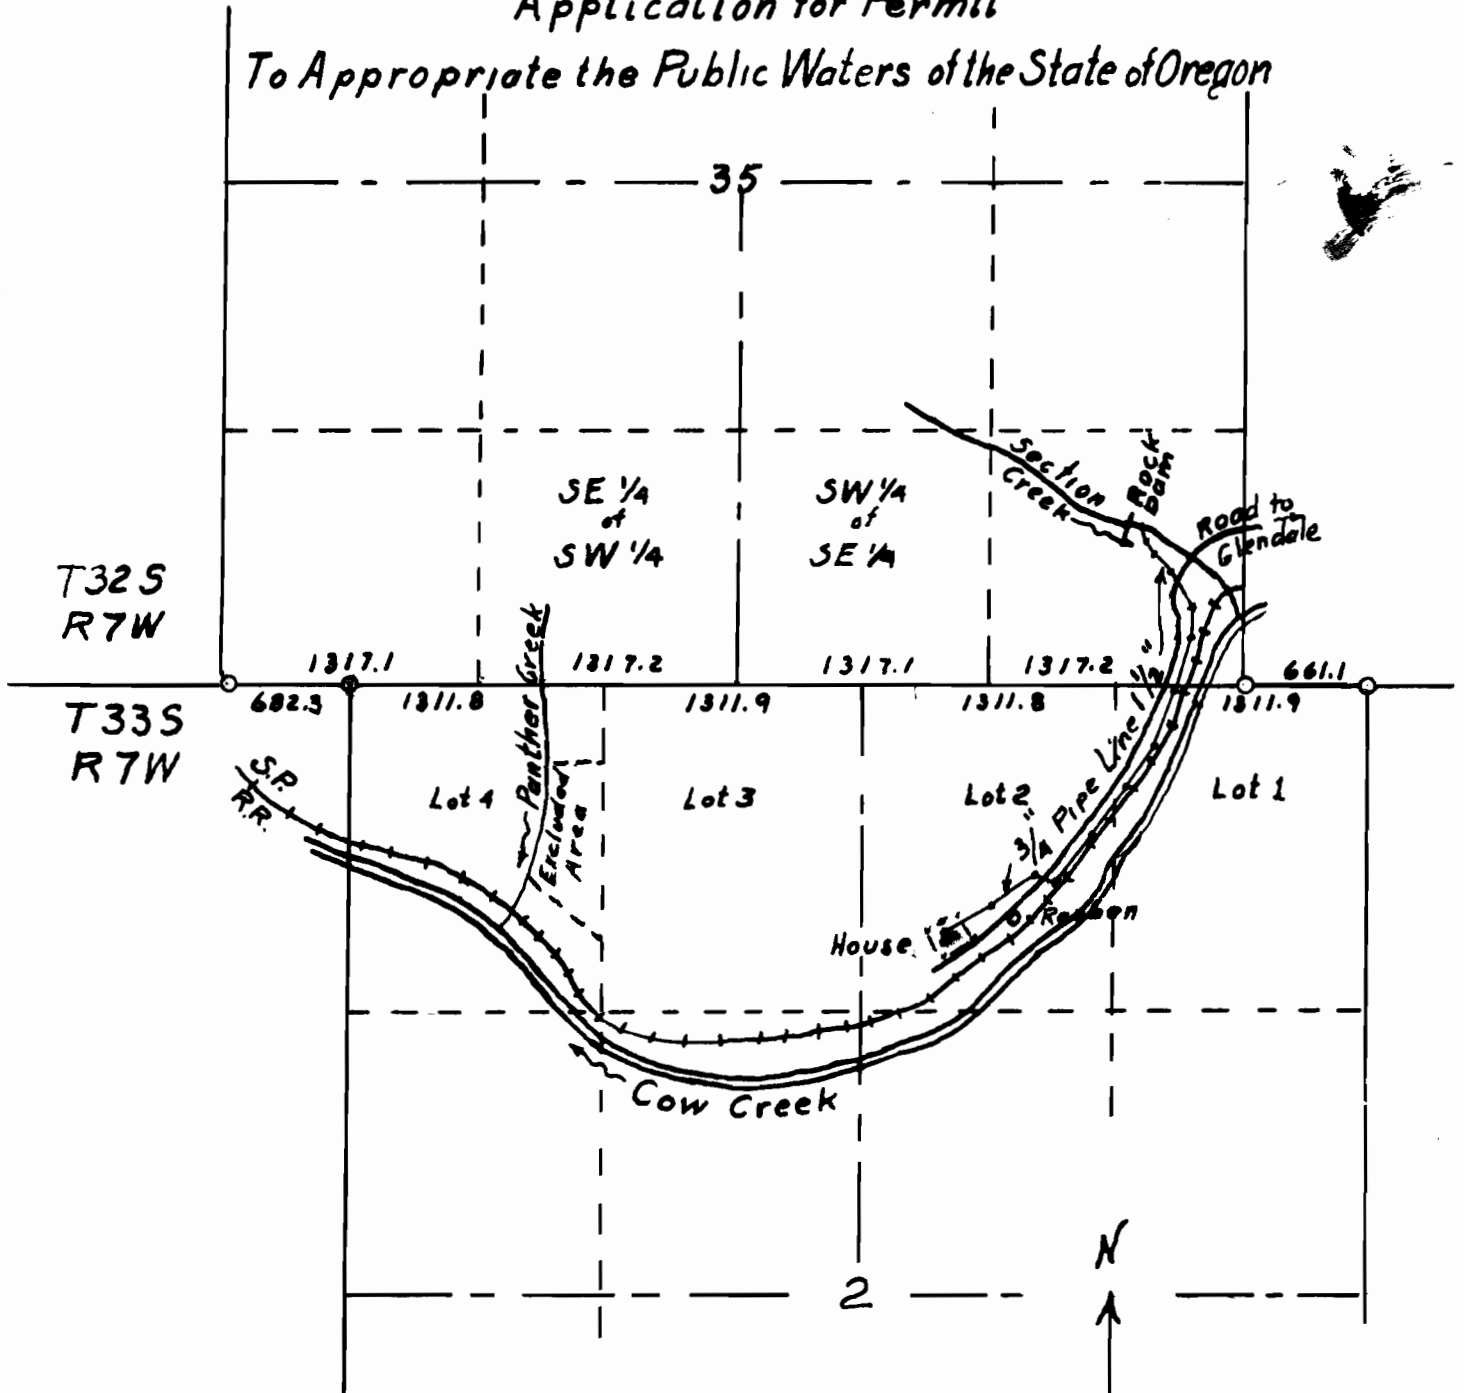 Application for Permit
To Appropriate the Public Waters of the State of Oregon
35
Section
Creek
Rock
Dam
Road to
Glendale
SE 1/4
of
SW 1/4
SW 1/4
of
SE 1/4
T32S
R7W
Panther Creek
1317.1
1317.2
1317.1
1317.2
661.1
682.3
1311.8
1311.9
1311.8
1311.9
T33S
R7W
S.P.
R.R.
Lot 4
Excluded
Area
Lot 3
Lot 2
3/4" Pipe Line 1 1/2"
Lot 1
House
Reuben
Cow Creek
N
2